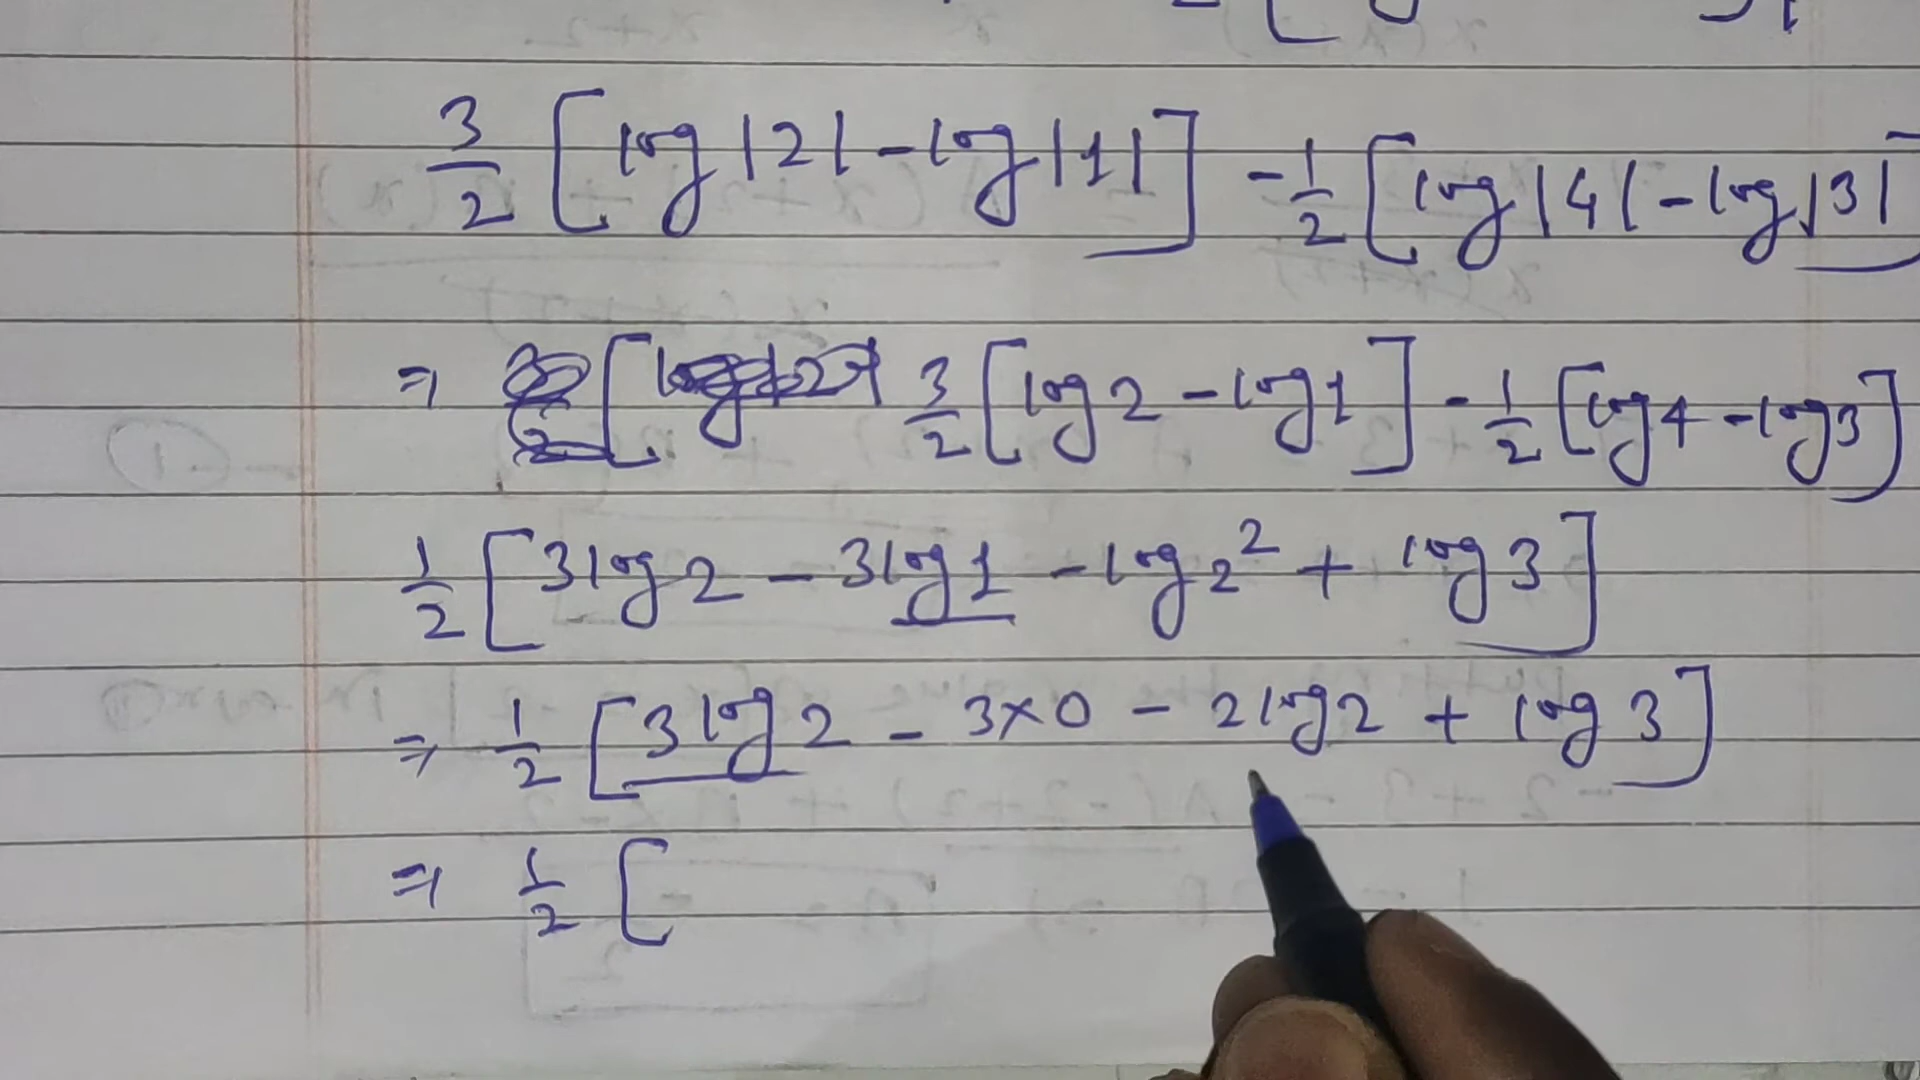 3/2 [log|2| - log|1|] - 1/2 [log|4| - log|3|
⇒ 3/2 [log 2 - log 1] - 1/2 [log 4 - log 3]
1/2 [3 log 2 - 3 log 1 - log 2² + log 3]
⇒ 1/2 [3 log 2 - 3×0 - 2 log 2 + log 3]
⇒ 1/2 [